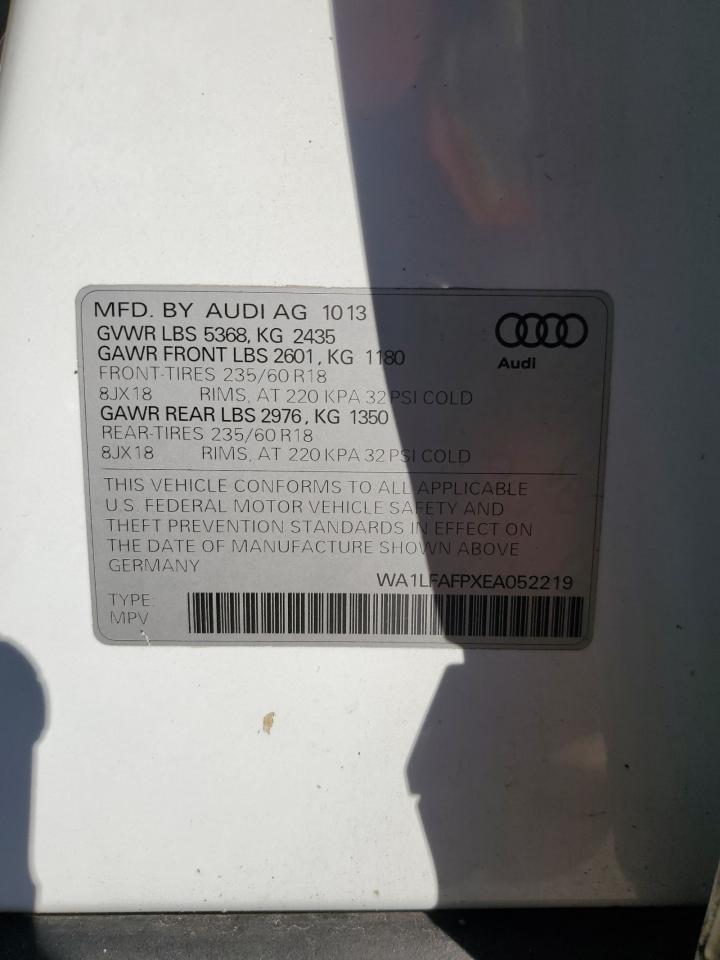 MFD. BY AUDI AG 1013
GVWR LBS 5368, KG 2435
GAWR FRONT LBS 2601, KG 1180
FRONT-TIRES 235/60 R18
8JX18 RIMS, AT 220 KPA 32 PSI COLD
GAWR REAR LBS 2976, KG 1350
REAR-TIRES 235/60 R18
8JX18 RIMS, AT 220 KPA 32 PSI COLD
Audi
THIS VEHICLE CONFORMS TO ALL APPLICABLE
U.S. FEDERAL MOTOR VEHICLE SAFETY AND
THEFT PREVENTION STANDARDS IN EFFECT ON
THE DATE OF MANUFACTURE SHOWN ABOVE
GERMANY
WA1LFAFPXEA052219
TYPE:
MPV